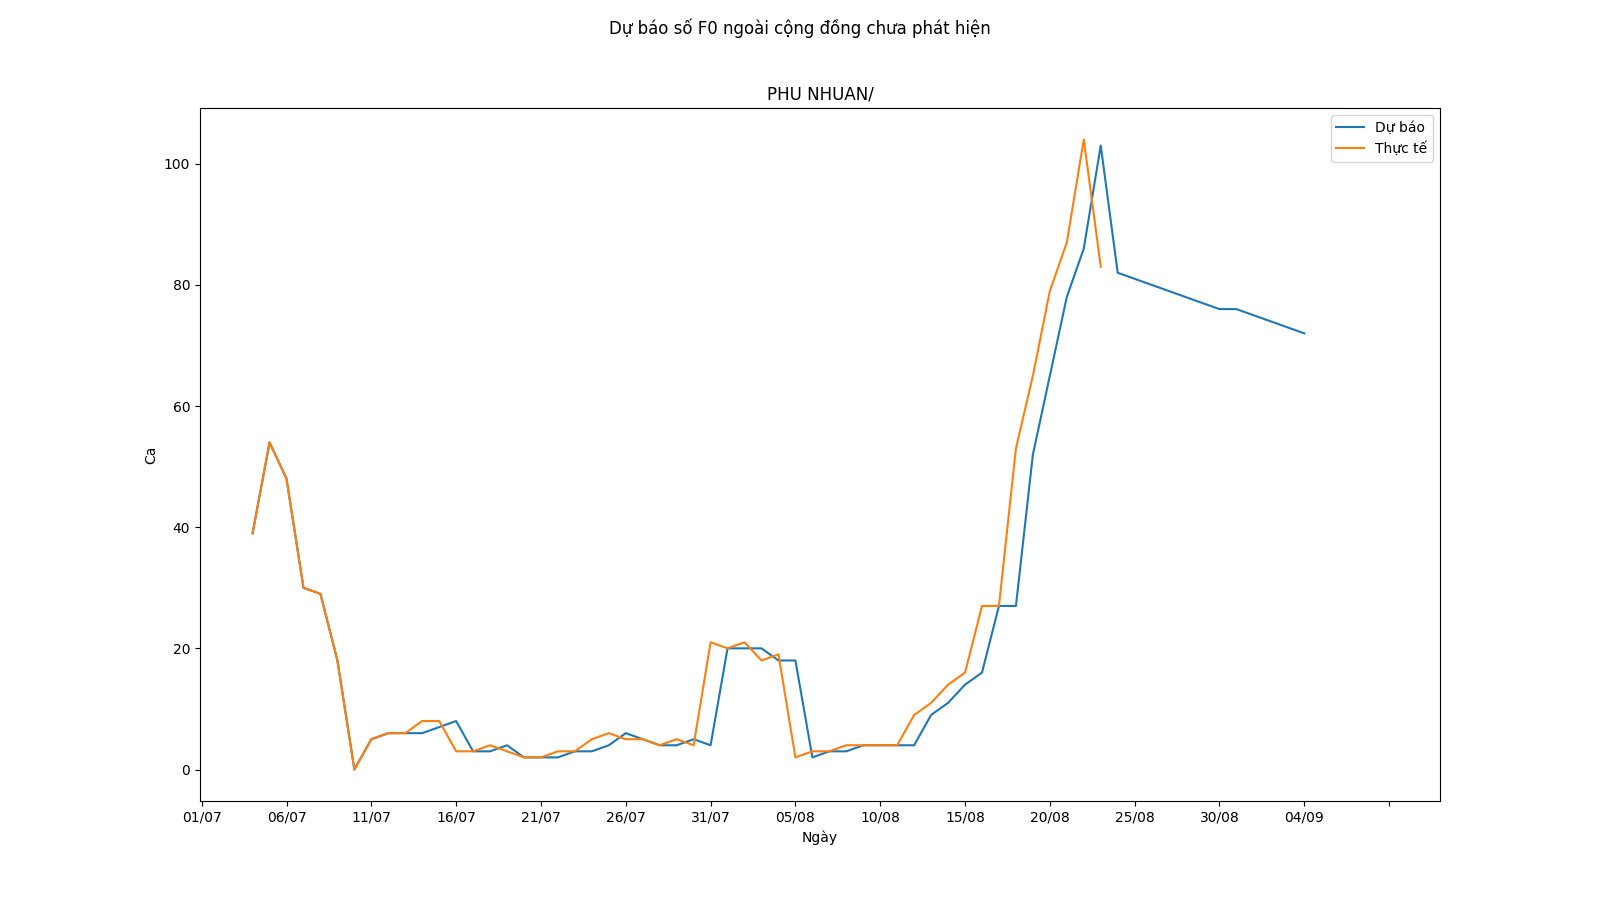 Dự báo số F0 ngoài cộng đồng chưa phát hiện
PHU NHUAN/
Dự báo
Thực tế
100
80
60
40
20
0
Ca
01/07 06/07 11/07 16/07 21/07 26/07 31/07 05/08 10/08 15/08 20/08 25/08 30/08 04/09
Ngày